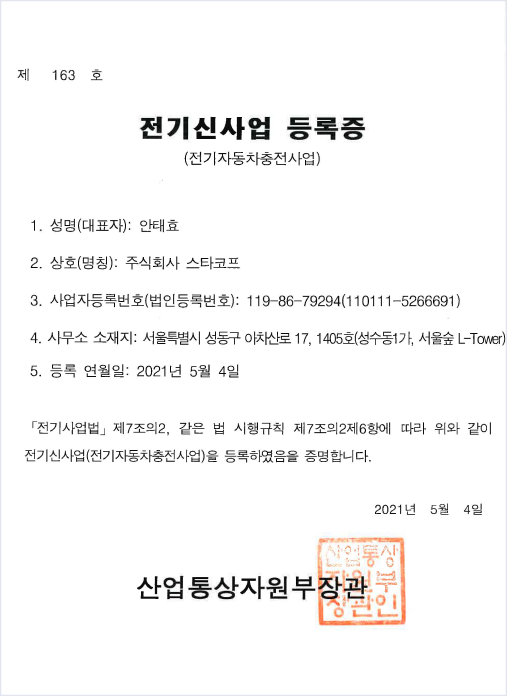 제 163 호
전기신사업 등록증
(전기자동차충전사업)
1. 성명(대표자): 안태효
2. 상호(명칭): 주식회사 스타코프
3. 사업자등록번호(법인등록번호): 119-86-79294(110111-5266691)
4. 사무소 소재지: 서울특별시 성동구 아차산로 17, 1405호(성수동1가, 서울숲 L-Tower)
5. 등록 연월일: 2021년 5월 4일
「전기사업법」제7조의2, 같은 법 시행규칙 제7조의2제6항에 따라 위와 같이
전기신사업(전기자동차충전사업)을 등록하였음을 증명합니다.
2021년 5월 4일
산업통상자원부장관
산업통상
자원부
장관인